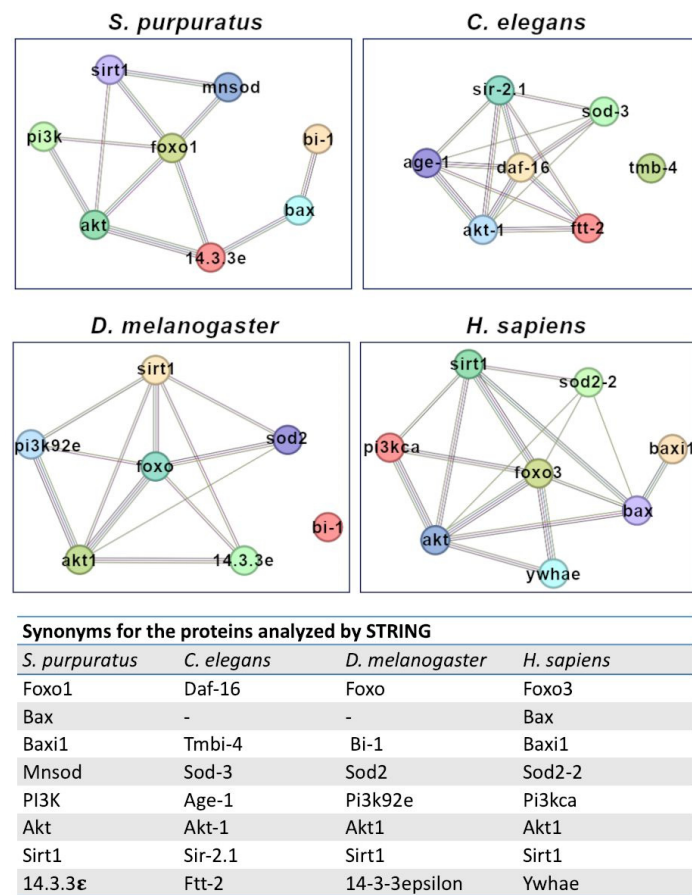 S. purpuratus
C. elegans
sirt1
mnsod
pi3k
foxo1
bi-1
bax
akt
14.3.3e
sir-2.1
sod-3
age-1
daf-16
tmb-4
akt-1
ftt-2
D. melanogaster
H. sapiens
sirt1
pi3k92e
sod2
foxo
bi-1
akt1
14.3.3e
sirt1
sod2-2
pi3kca
baxi1
foxo3
bax
akt
ywhae
Synonyms for the proteins analyzed by STRING
S. purpuratus C. elegans D. melanogaster H. sapiens
Foxo1 Daf-16 Foxo Foxo3
Bax - - Bax
Baxi1 Tmbi-4 Bi-1 Baxi1
Mnsod Sod-3 Sod2 Sod2-2
PI3K Age-1 Pi3k92e Pi3kca
Akt Akt-1 Akt1 Akt1
Sirt1 Sir-2.1 Sirt1 Sirt1
14.3.3ε Ftt-2 14-3-3epsilon Ywhae